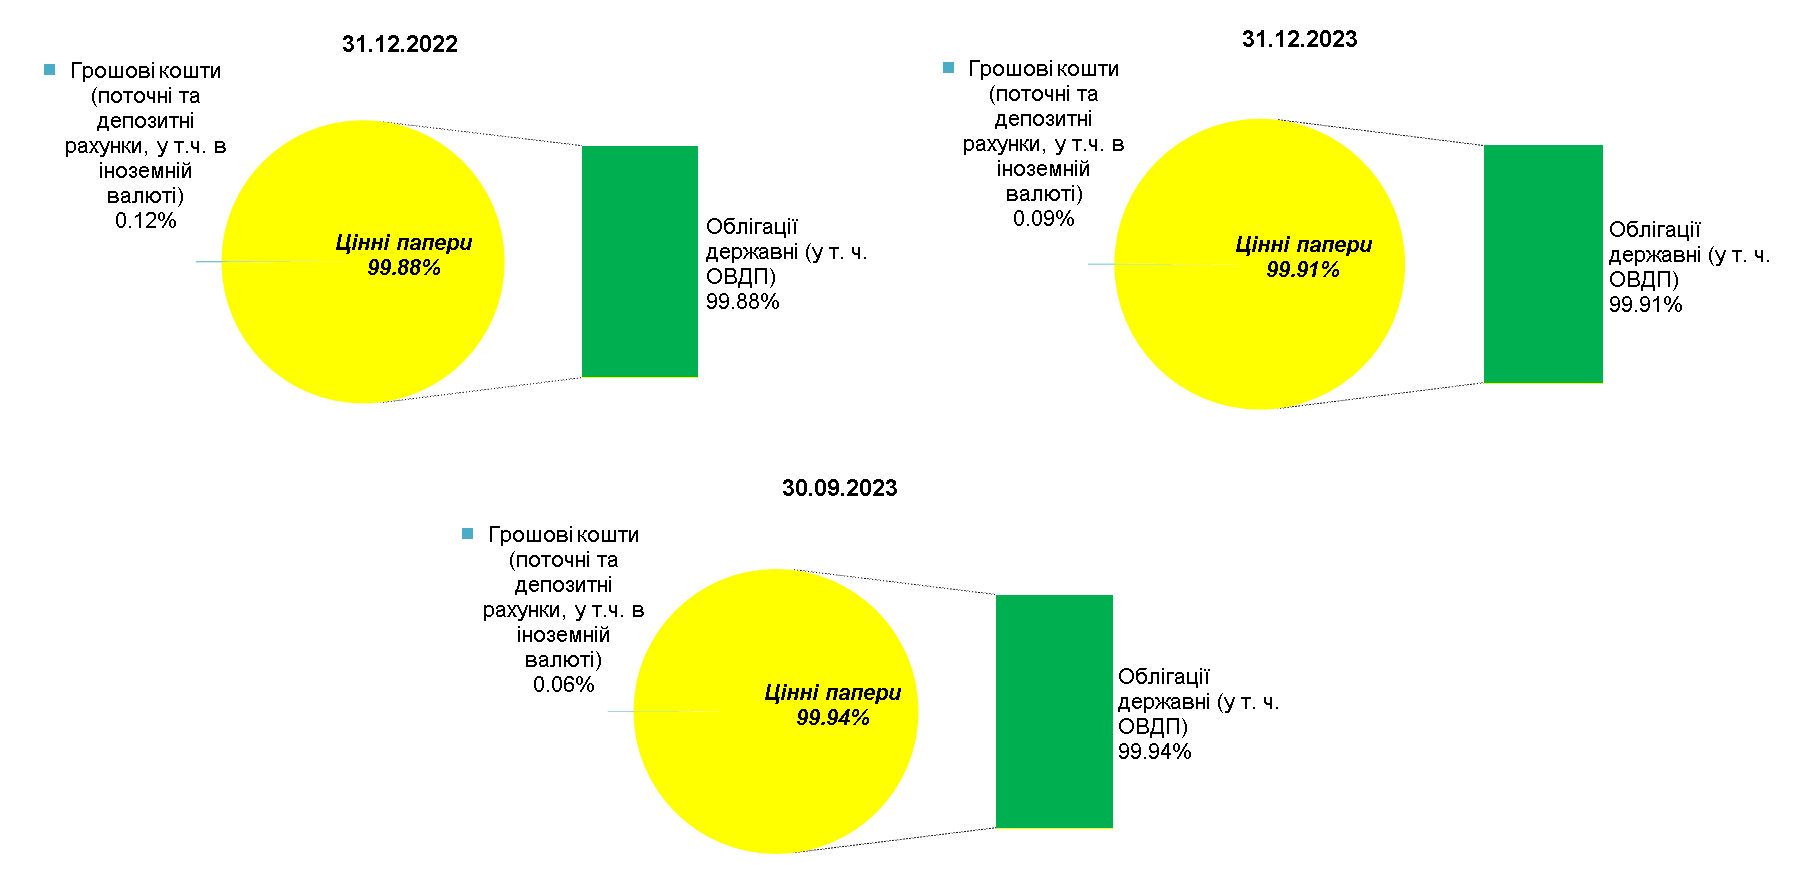 31.12.2022
Грошові кошти
(поточні та
депозитні
рахунки, у т.ч. в
іноземній
валюті)
0.12%
Цінні папери
99.88%
Облігації
державні (у т. ч.
ОВДП)
99.88%
31.12.2023
Грошові кошти
(поточні та
депозитні
рахунки, у т.ч. в
іноземній
валюті)
0.09%
Цінні папери
99.91%
Облігації
державні (у т. ч.
ОВДП)
99.91%
30.09.2023
Грошові кошти
(поточні та
депозитні
рахунки, у т.ч. в
іноземній
валюті)
0.06%
Цінні папери
99.94%
Облігації
державні (у т. ч.
ОВДП)
99.94%